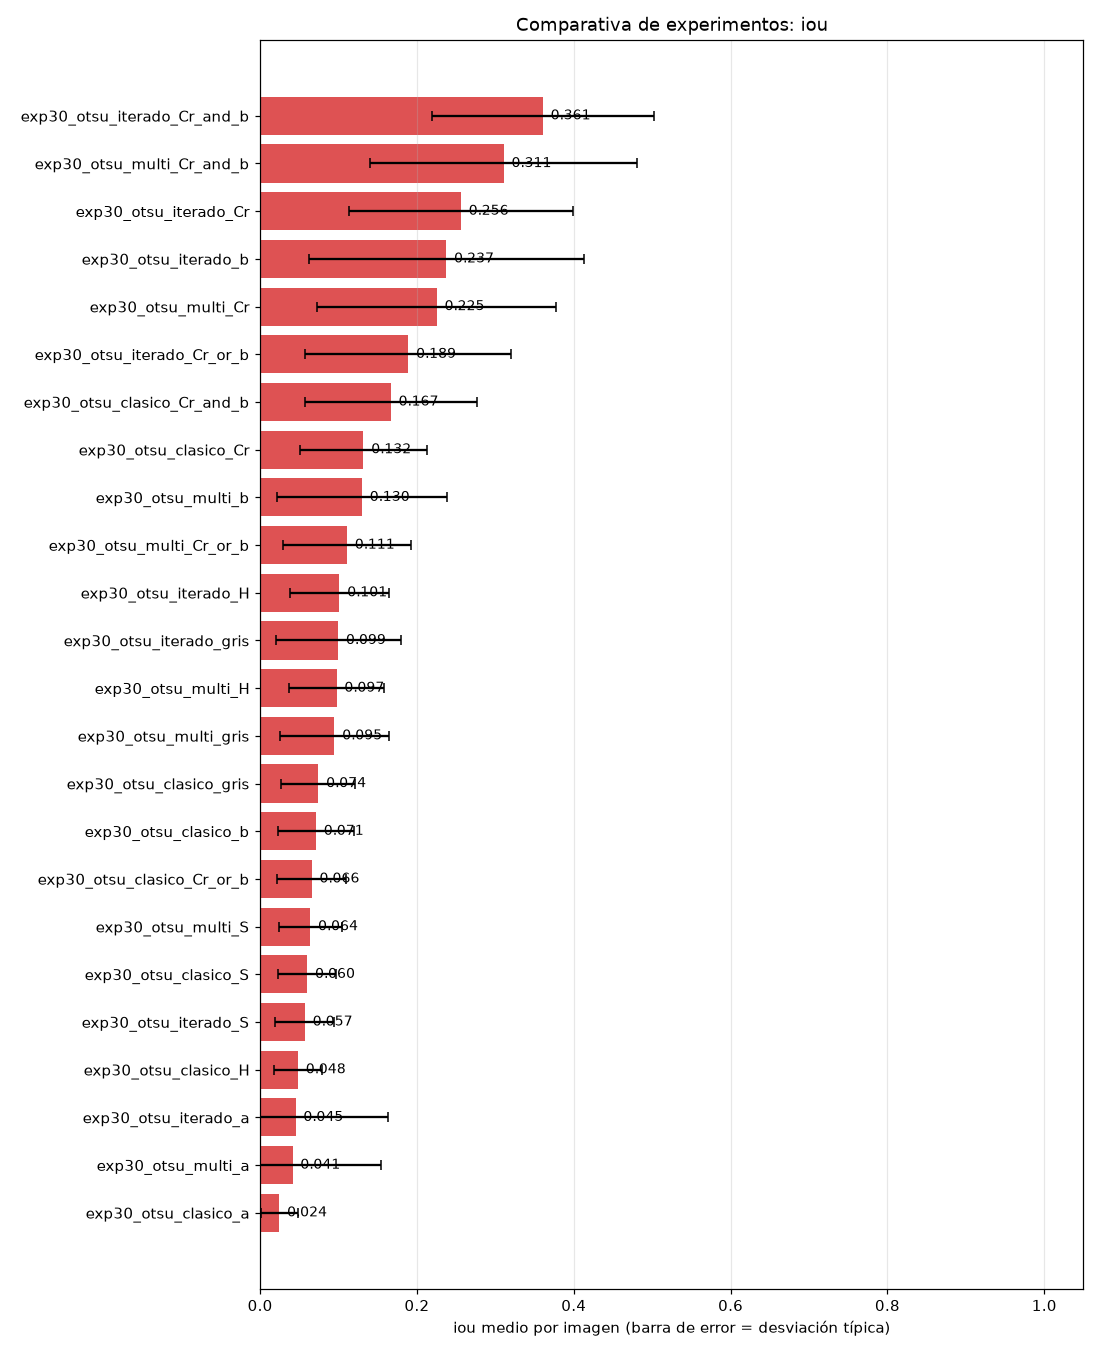 Comparativa de experimentos: iou
exp30_otsu_iterado_Cr_and_b 0.361
exp30_otsu_multi_Cr_and_b 0.311
exp30_otsu_iterado_Cr 0.256
exp30_otsu_iterado_b 0.237
exp30_otsu_multi_Cr 0.225
exp30_otsu_iterado_Cr_or_b 0.189
exp30_otsu_clasico_Cr_and_b 0.167
exp30_otsu_clasico_Cr 0.132
exp30_otsu_multi_b 0.130
exp30_otsu_multi_Cr_or_b 0.111
exp30_otsu_iterado_H 0.101
exp30_otsu_iterado_gris 0.099
exp30_otsu_multi_H 0.097
exp30_otsu_multi_gris 0.095
exp30_otsu_clasico_gris 0.074
exp30_otsu_clasico_b 0.071
exp30_otsu_clasico_Cr_or_b 0.066
exp30_otsu_multi_S 0.064
exp30_otsu_clasico_S 0.060
exp30_otsu_iterado_S 0.057
exp30_otsu_clasico_H 0.048
exp30_otsu_iterado_a 0.045
exp30_otsu_multi_a 0.041
exp30_otsu_clasico_a 0.024
0.0 0.2 0.4 0.6 0.8 1.0
iou medio por imagen (barra de error = desviación típica)